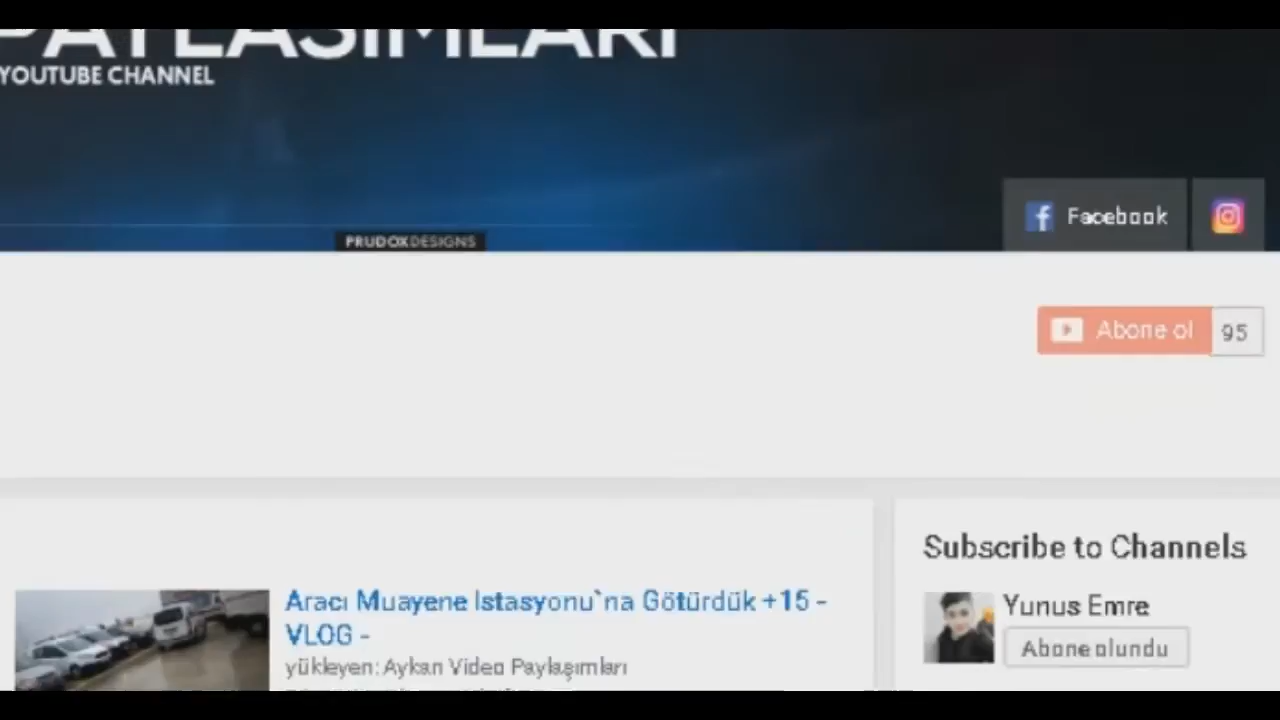 PAYLAŞIMLARI
YOUTUBE CHANNEL
PRUDOXDESIGNS
Facebook
Abone ol 95
Subscribe to Channels
Aracı Muayene Istasyonu`na Götürdük +15 -
VLOG -
yükleyen: Aykan Video Paylaşımları
Yunus Emre
Abone olundu